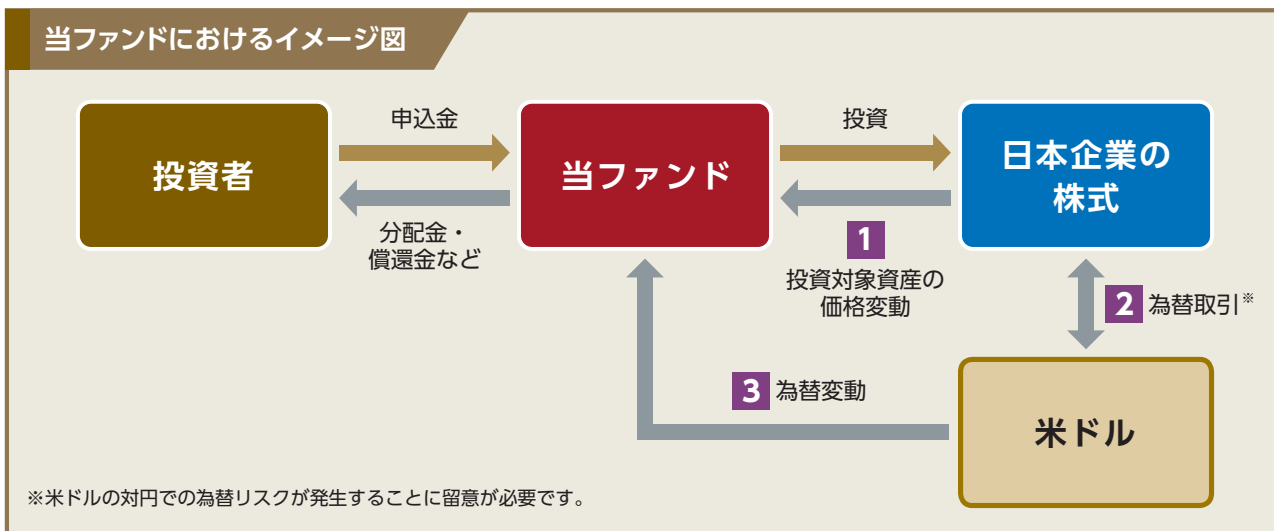 当ファンドにおけるイメージ図
投資者
申込金
分配金・
償還金など
当ファンド
投資
1
投資対象資産の
価格変動
日本企業の
株式
2 為替取引※
3 為替変動
米ドル
※米ドルの対円での為替リスクが発生することに留意が必要です。